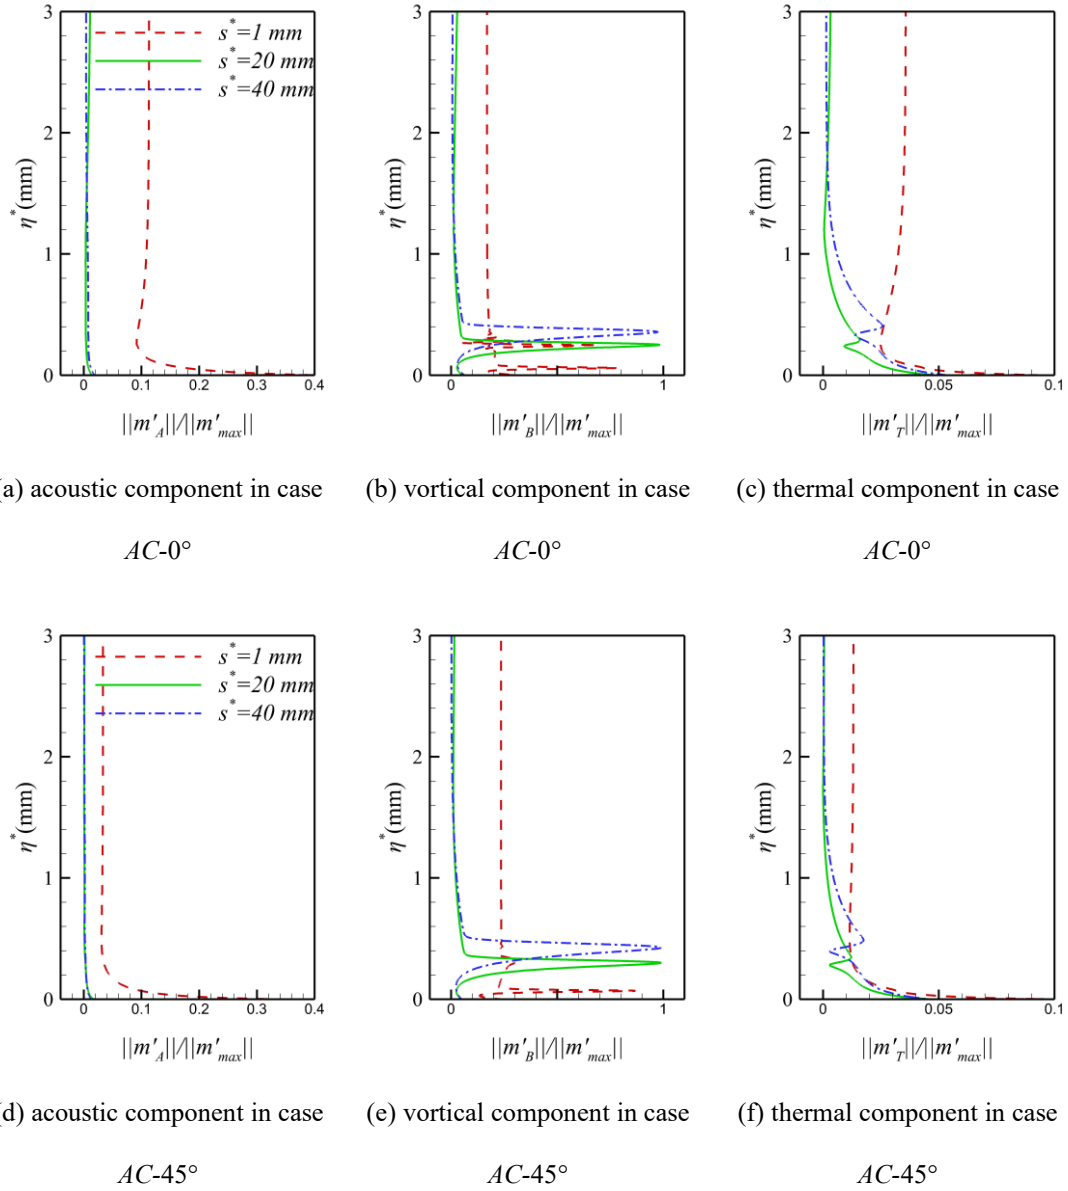 3
2
1
0
η*(mm)
s*=1 mm
s*=20 mm
s*=40 mm
0 0.1 0.2 0.3 0.4
||m'A||/||m'max||
3
2
1
0
η*(mm)
0 1
||m'B||/||m'max||
3
2
1
0
η*(mm)
0 0.05 0.1
||m'T||/||m'max||
a) acoustic component in case
AC-0°
(b) vortical component in case
AC-0°
(c) thermal component in case
AC-0°
3
2
1
0
η*(mm)
s*=1 mm
s*=20 mm
s*=40 mm
0 0.1 0.2 0.3 0.4
||m'A||/||m'max||
3
2
1
0
η*(mm)
0 1
||m'B||/||m'max||
3
2
1
0
η*(mm)
0 0.05 0.1
||m'T||/||m'max||
d) acoustic component in case
AC-45°
(e) vortical component in case
AC-45°
(f) thermal component in case
AC-45°